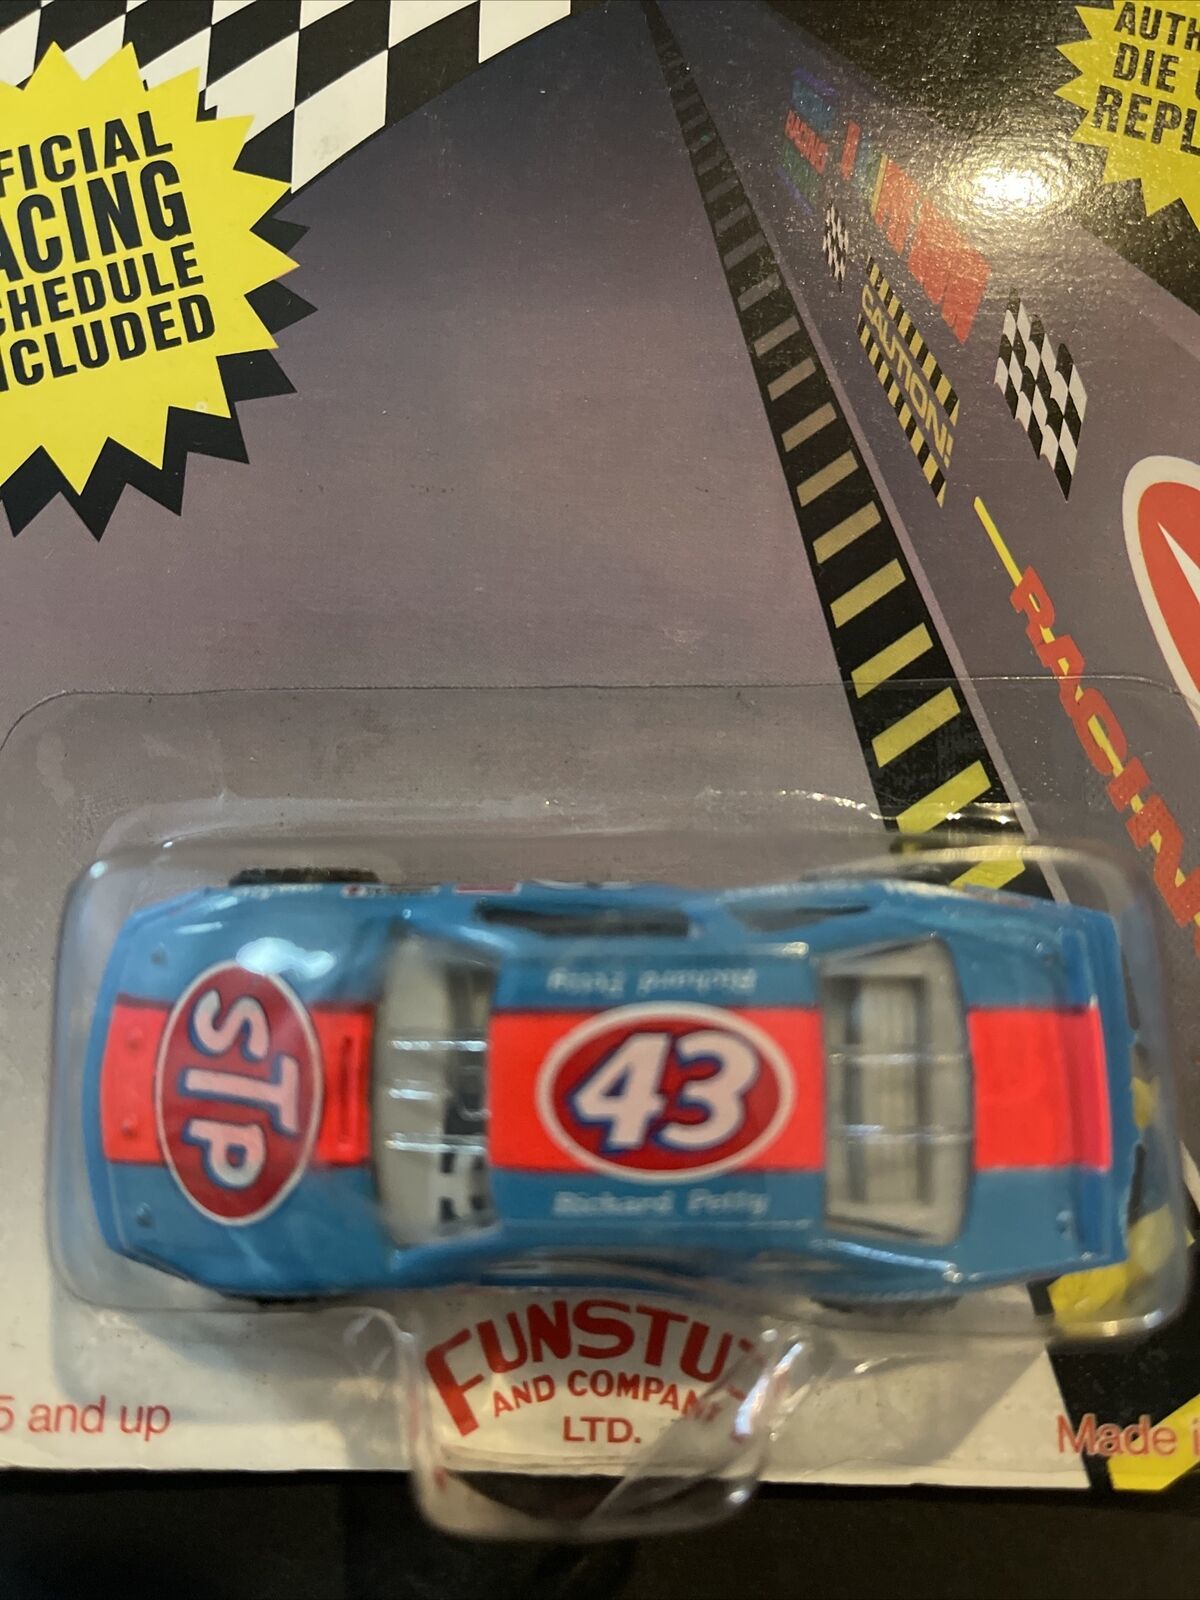 FICIAL
ACING
CHEDULE
CLUDED
AUTH
DIE
REPL
CAUTION!
RACIN
STP
Richard Petty
43
Richard Petty
FUNSTU
AND COMPANY
LTD.
5 and up
Made i